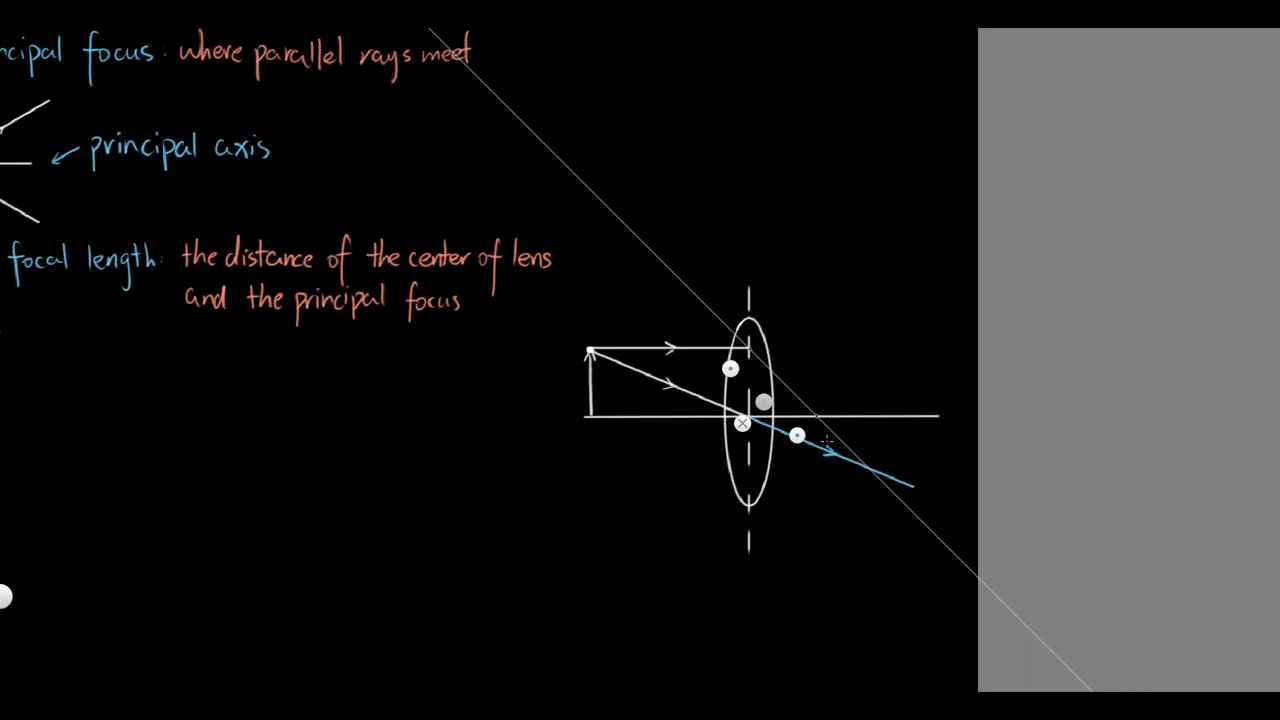 ncipal focus: where parallel rays meet
principal axis
focal length: the distance of the center of lens
and the principal focus